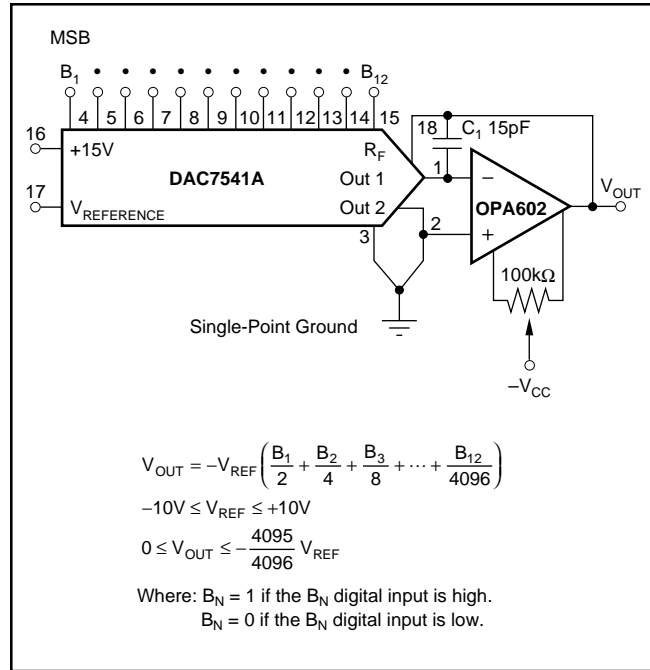 MSB
B1 • • • • • • • • • • B12
4 5 6 7 8 9 10 11 12 13 14 15
16
+15V
RF
18
C1 15pF
DAC7541A
Out 1
1
−
17
VREFERENCE
Out 2
2
+
OPA602
VOUT
3
100kΩ
Single-Point Ground
−VCC
VOUT = −VREF (B1/2 + B2/4 + B3/8 + ··· + B12/4096)
−10V ≤ VREF ≤ +10V
0 ≤ VOUT ≤ −4095/4096 VREF
Where: BN = 1 if the BN digital input is high.
BN = 0 if the BN digital input is low.